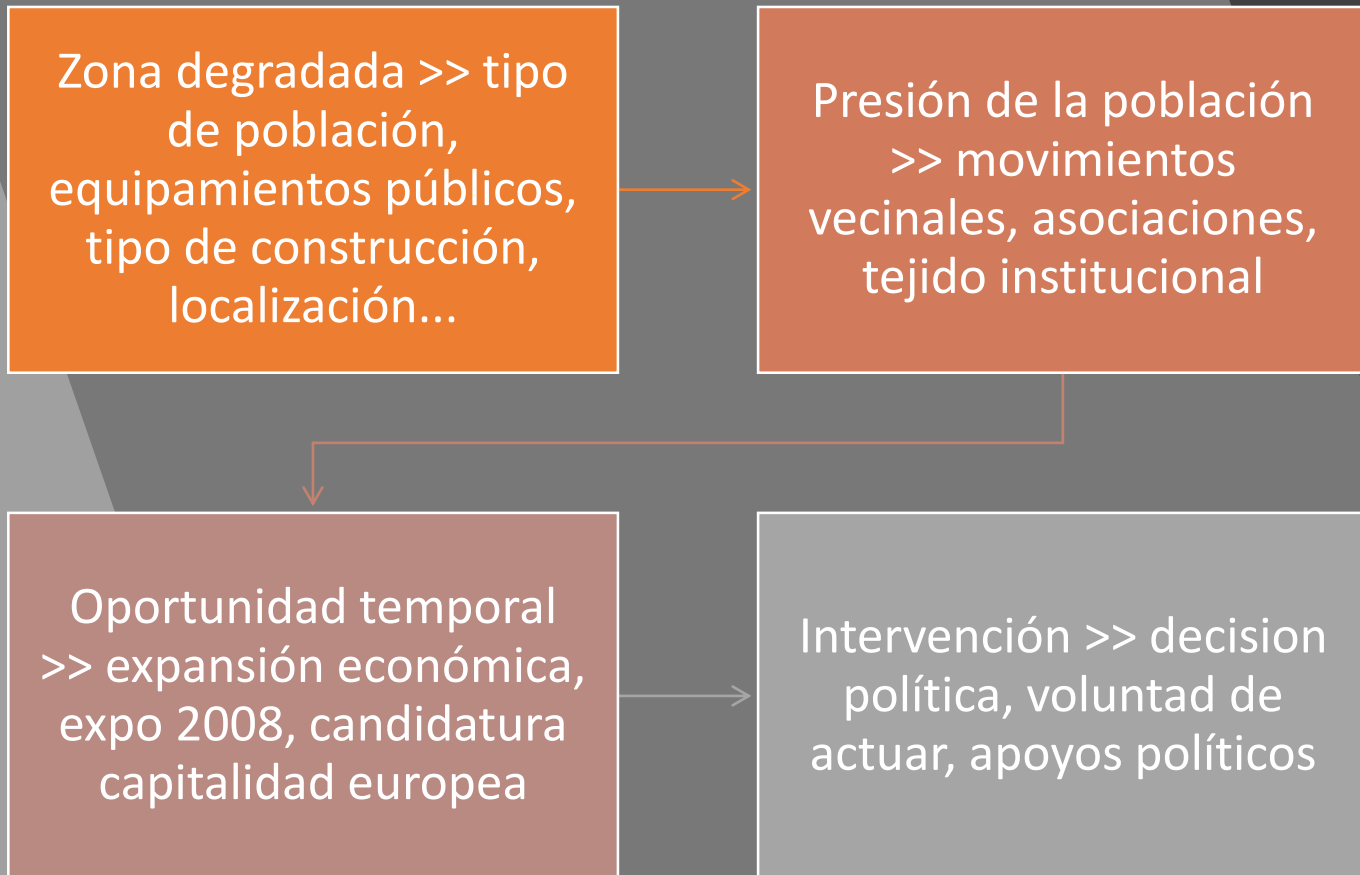 Zona degradada >> tipo
de población,
equipamientos públicos,
tipo de construcción,
localización...
Presión de la población
>> movimientos
vecinales, asociaciones,
tejido institucional
Oportunidad temporal
>> expansión económica,
expo 2008, candidatura
capitalidad europea
Intervención >> decision
política, voluntad de
actuar, apoyos políticos